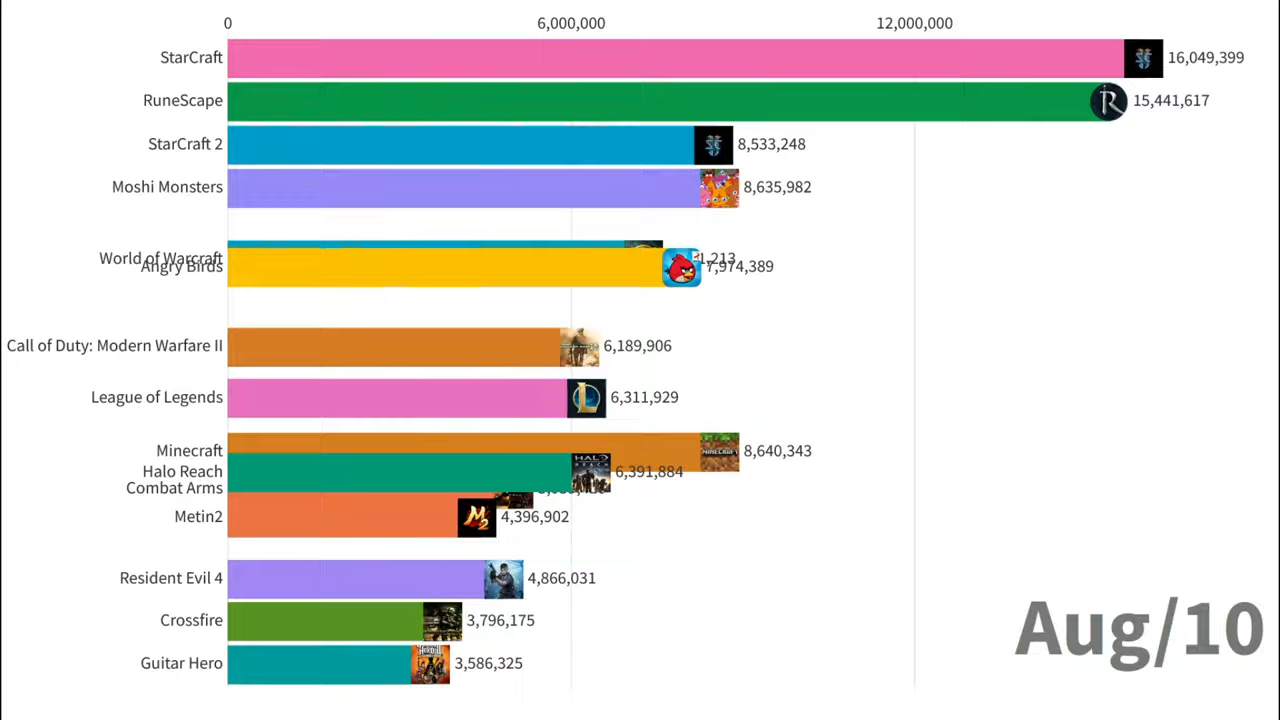 0 6,000,000 12,000,000
StarCraft 16,049,399
RuneScape 15,441,617
StarCraft 2 8,533,248
Moshi Monsters 8,635,982
World of Warcraft 1,213
Angry Birds 7,974,389
Call of Duty: Modern Warfare II 6,189,906
League of Legends 6,311,929
Minecraft 8,640,343
Halo Reach 6,391,884
Combat Arms
Metin2 4,396,902
Resident Evil 4 4,866,031
Crossfire 3,796,175
Guitar Hero 3,586,325
Aug/10